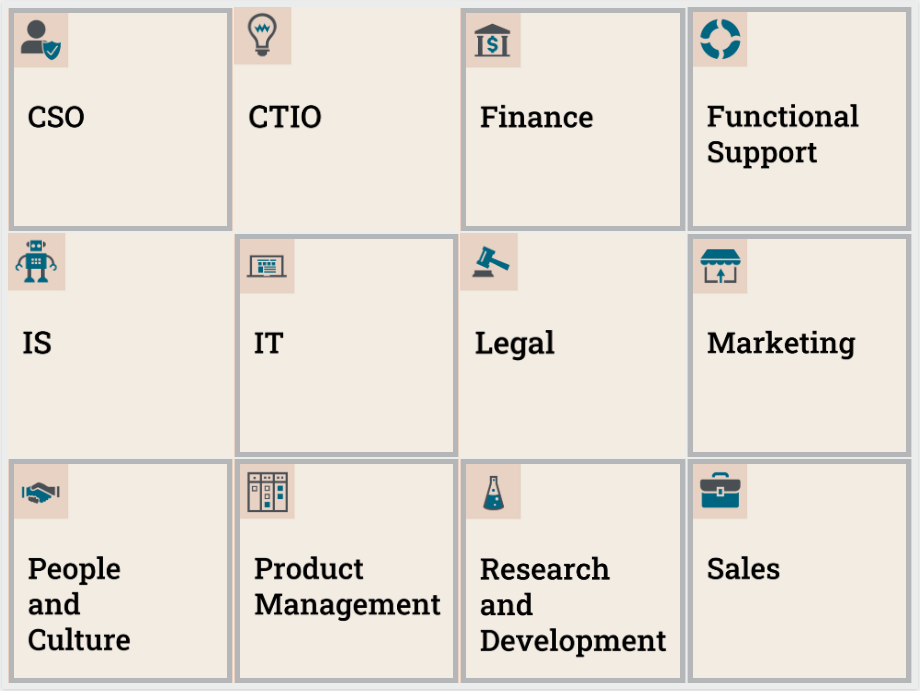 CSO
CTIO
Finance
Functional
Support
IS
IT
Legal
Marketing
People
and
Culture
Product
Management
Research
and
Development
Sales